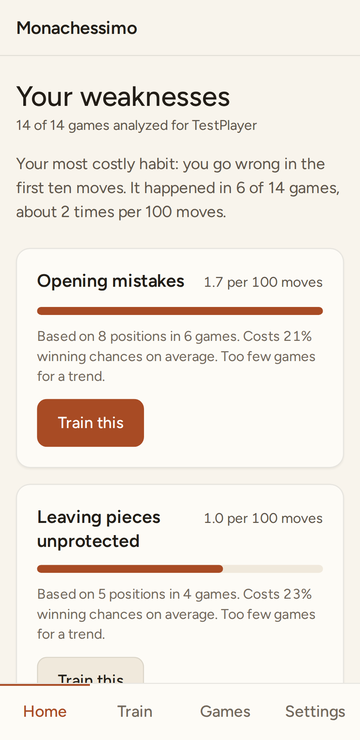 Monachessimo
Your weaknesses
14 of 14 games analyzed for TestPlayer
Your most costly habit: you go wrong in the
first ten moves. It happened in 6 of 14 games,
about 2 times per 100 moves.
Opening mistakes
1.7 per 100 moves
Based on 8 positions in 6 games. Costs 21%
winning chances on average. Too few games
for a trend.
Train this
Leaving pieces
unprotected
1.0 per 100 moves
Based on 5 positions in 4 games. Costs 23%
winning chances on average. Too few games
for a trend.
Train this
Home
Train
Games
Settings